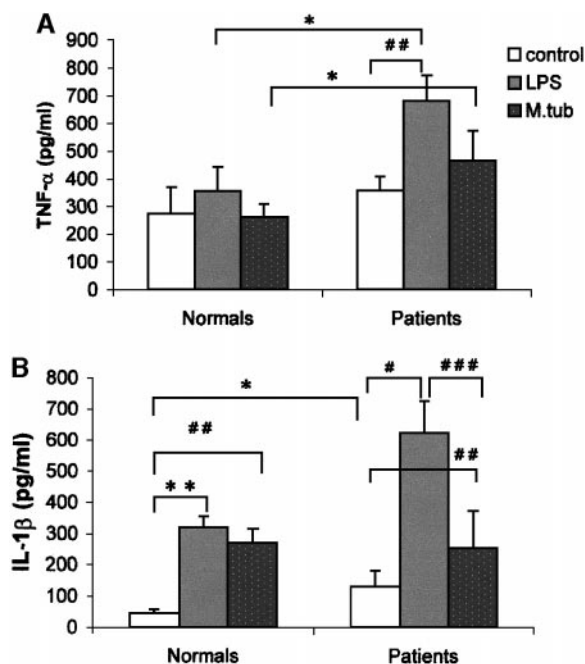 A
TNF-α (pg/ml)
900
800
700
600
500
400
300
200
100
0
*
##
*
control
LPS
M.tub
Normals
Patients
B
IL-1β (pg/ml)
800
700
600
500
400
300
200
100
0
*
#
###
##
##
**
Normals
Patients